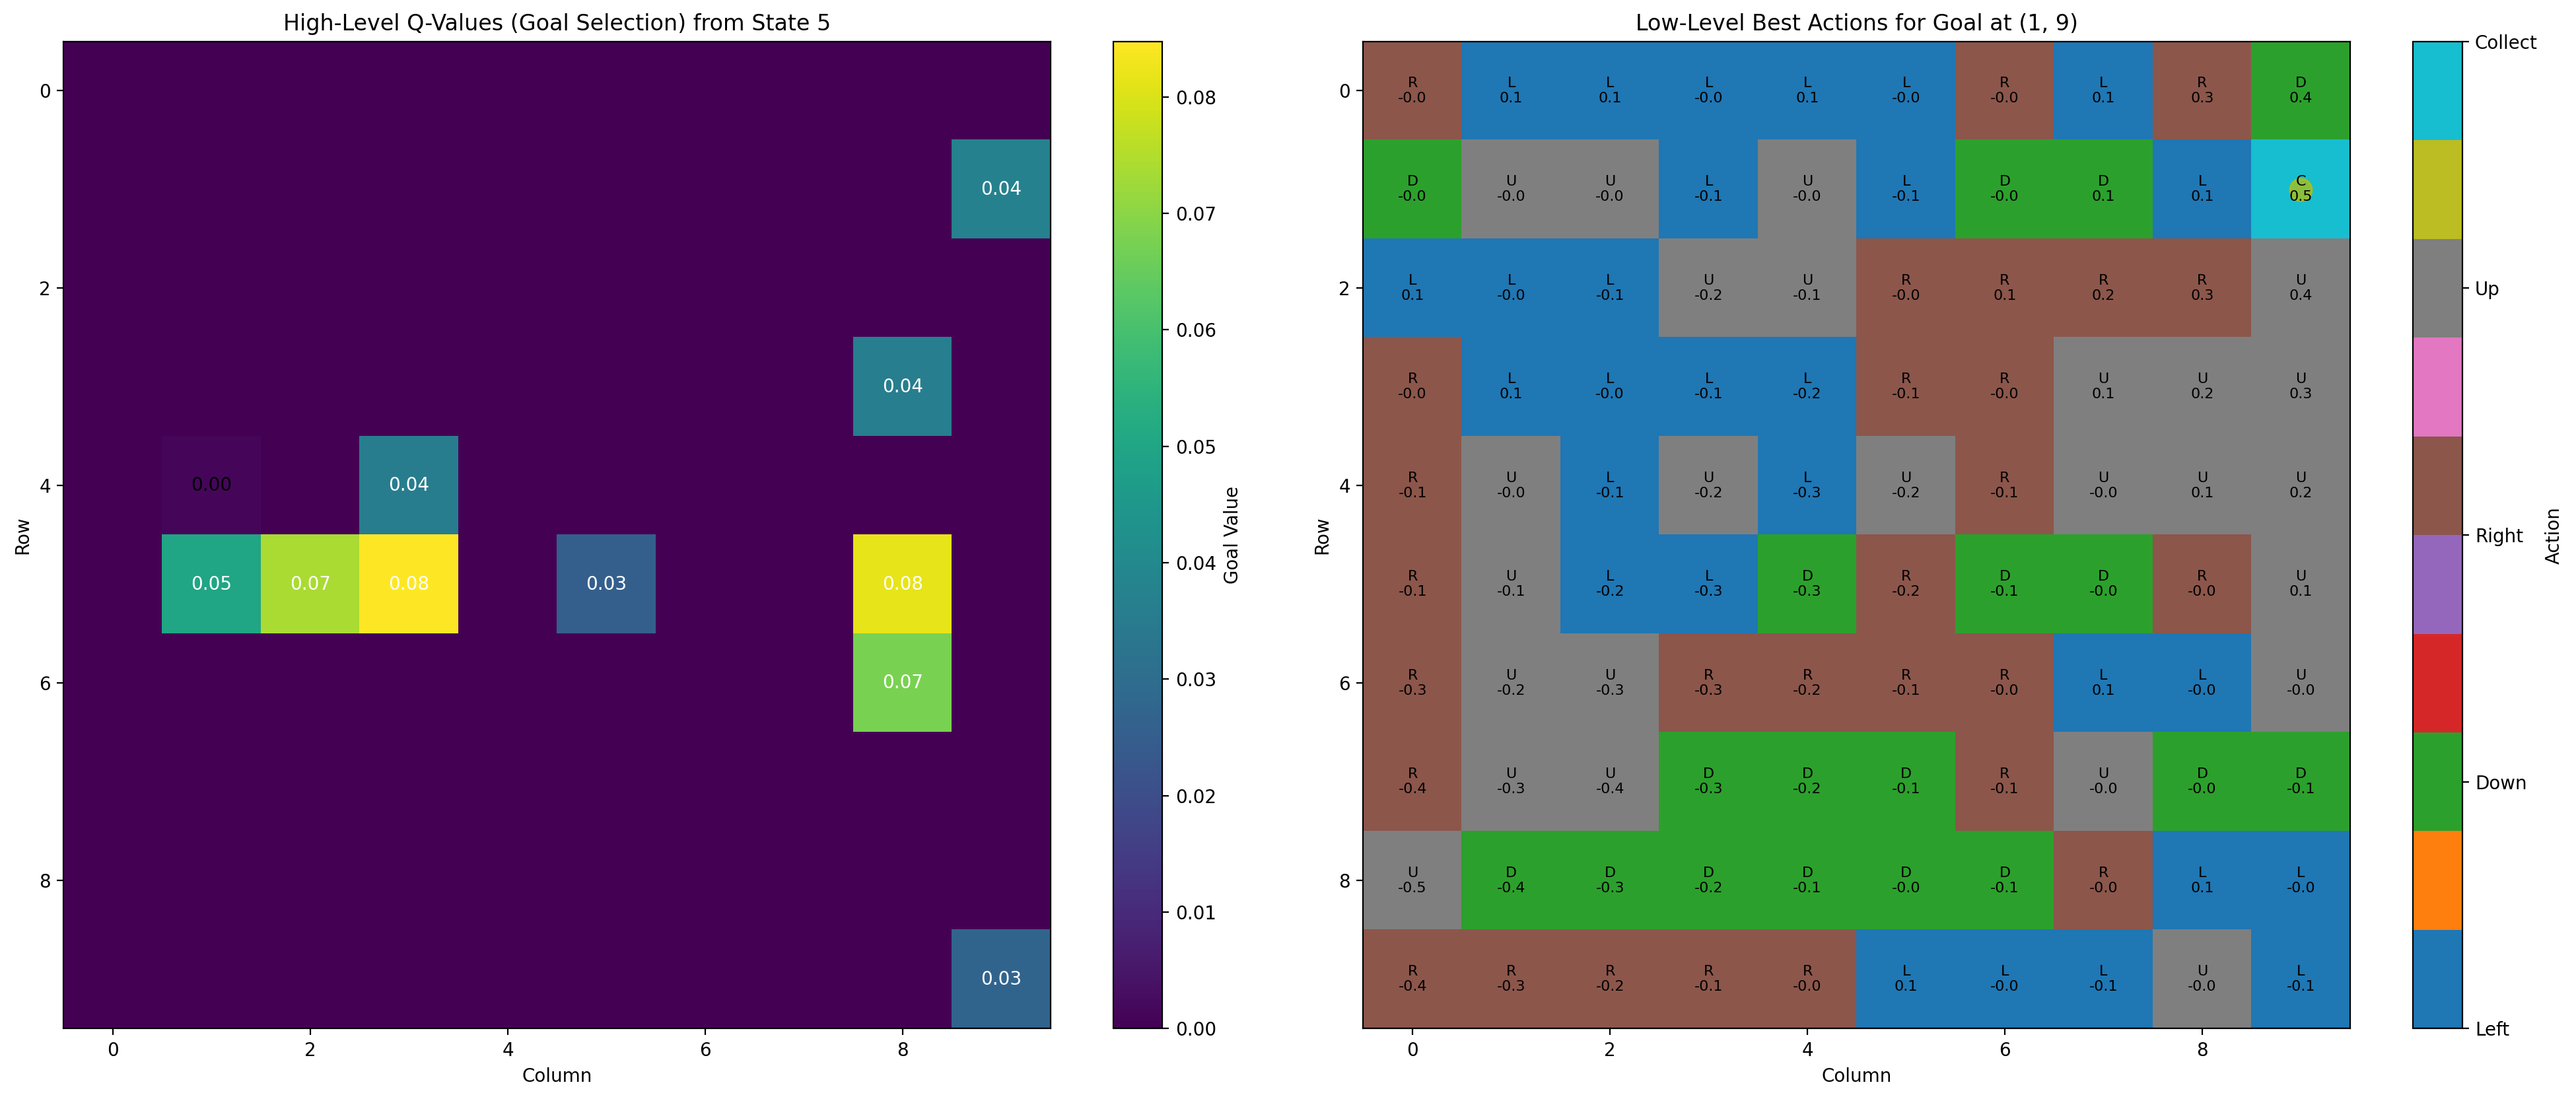 High-Level Q-Values (Goal Selection) from State 5
0
2
4
6
8
Row
0.04
0.04
0.00
0.04
0.05
0.07
0.08
0.03
0.08
0.07
0.03
0
2
4
6
8
Column
0.08
0.07
0.06
0.05
0.04
0.03
0.02
0.01
0.00
Goal Value
Low-Level Best Actions for Goal at (1, 9)
0
2
4
6
8
Row
R L L L L L R L R D
-0.0 0.1 0.1 -0.0 0.1 -0.0 -0.0 0.1 0.3 0.4
D U U L U L D D L C
-0.0 -0.0 -0.0 -0.1 -0.0 -0.1 -0.0 0.1 0.1 0.5
L L L U U R R R R U
0.1 -0.0 -0.1 -0.2 -0.1 -0.0 0.1 0.2 0.3 0.4
R L L L L R R U U U
-0.0 0.1 -0.0 -0.1 -0.2 -0.1 -0.0 0.1 0.2 0.3
R U L U L U R U U U
-0.1 -0.0 -0.1 -0.2 -0.3 -0.2 -0.1 -0.0 0.1 0.2
R U L L D R D D R U
-0.1 -0.1 -0.2 -0.3 -0.3 -0.2 -0.1 -0.0 -0.0 0.1
R U U R R R R L L U
-0.3 -0.2 -0.3 -0.3 -0.2 -0.1 -0.0 0.1 -0.0 -0.0
R U U D D D R U D D
-0.4 -0.3 -0.4 -0.3 -0.2 -0.1 -0.1 -0.0 -0.0 -0.1
U D D D D D D R L L
-0.5 -0.4 -0.3 -0.2 -0.1 -0.0 -0.1 -0.0 0.1 -0.0
R R R R R L L L U L
-0.4 -0.3 -0.2 -0.1 -0.0 0.1 -0.0 -0.1 -0.0 -0.1
0
2
4
6
8
Column
Collect
Up
Right
Down
Left
Action